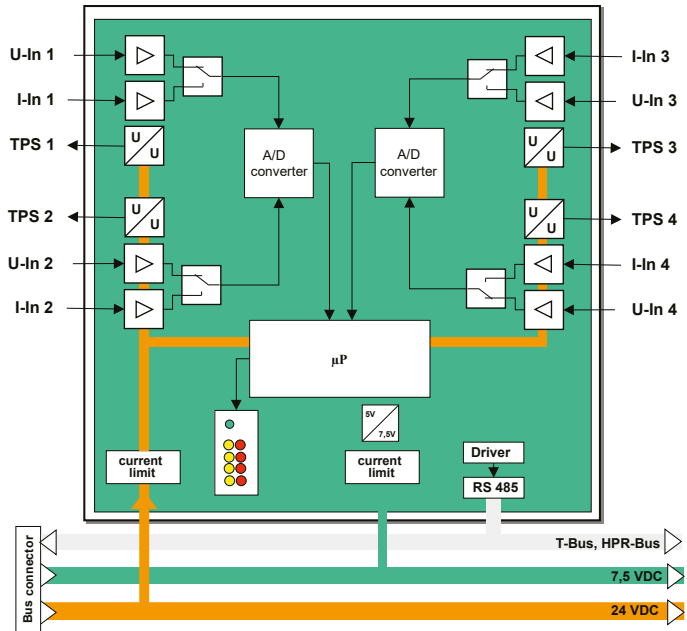 U-In 1
I-In 1
TPS 1
TPS 2
U-In 2
I-In 2
U
U
U
U
A/D
converter
A/D
converter
I-In 3
U-In 3
TPS 3
TPS 4
I-In 4
U-In 4
U
U
U
U
µP
5V
7,5V
current
limit
current
limit
Driver
RS 485
Bus connector
T-Bus, HPR-Bus
7,5 VDC
24 VDC